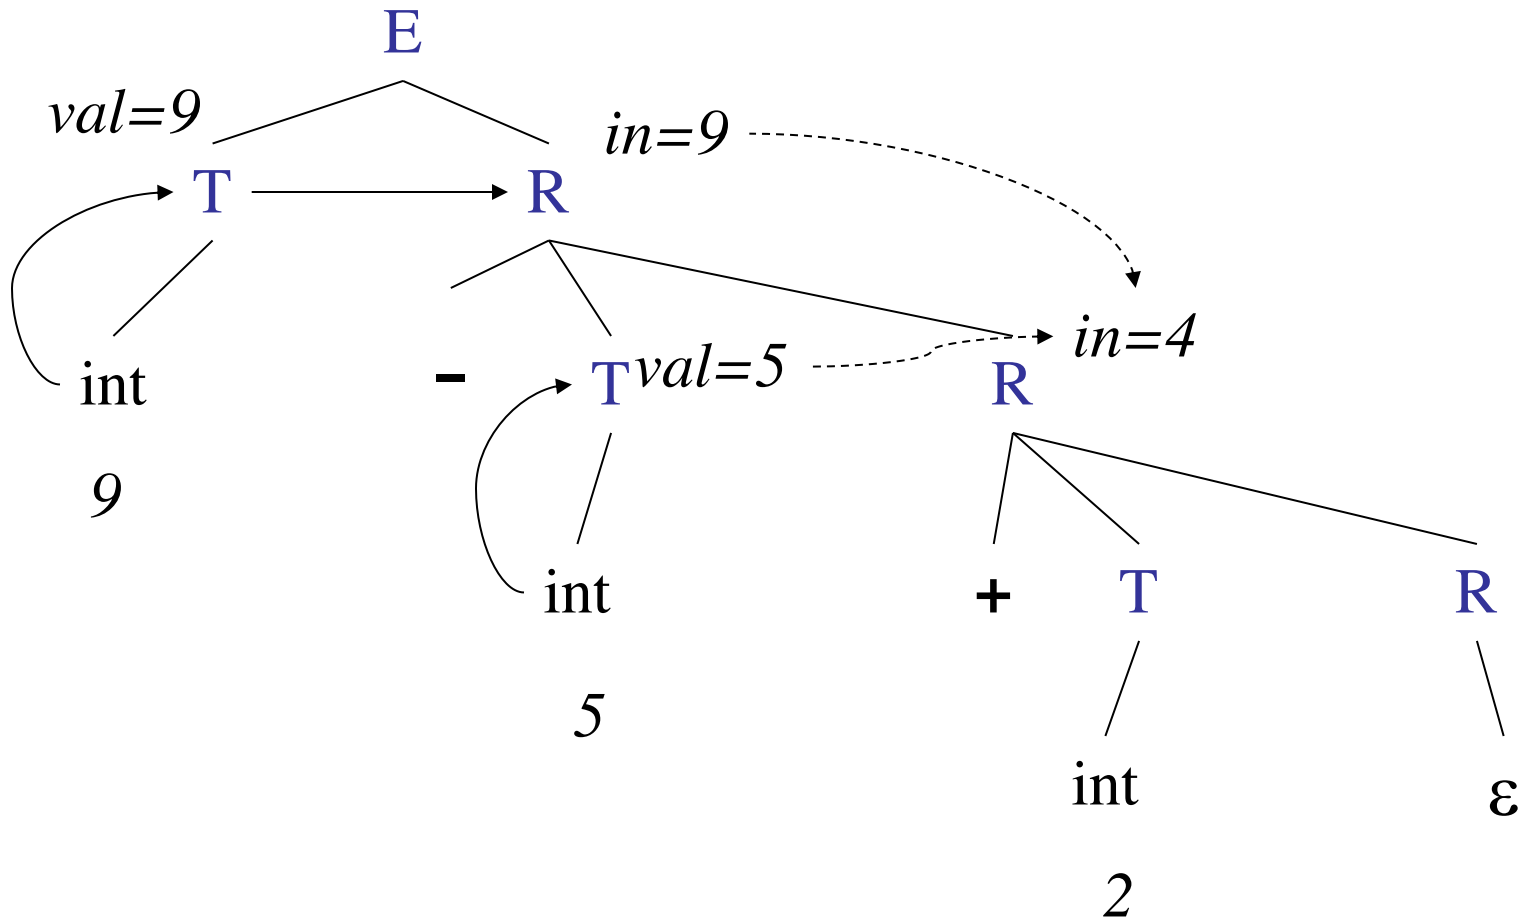 E
val=9
in=9
T
R
in=4
int
-
T
val=5
R
9
int
+
T
R
5
int
ε
2